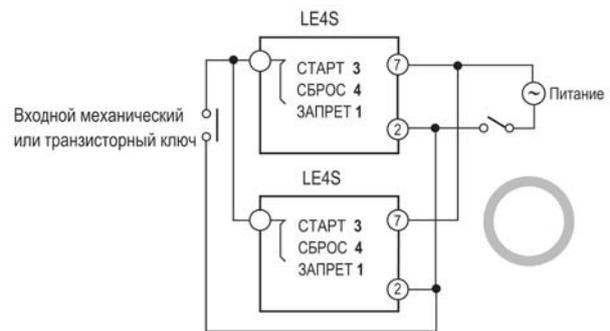 LE4S
СТАРТ 3
СБРОС 4
ЗАПРЕТ 1
7
2
Питание
Входной механический
или транзисторный ключ
LE4S
СТАРТ 3
СБРОС 4
ЗАПРЕТ 1
7
2